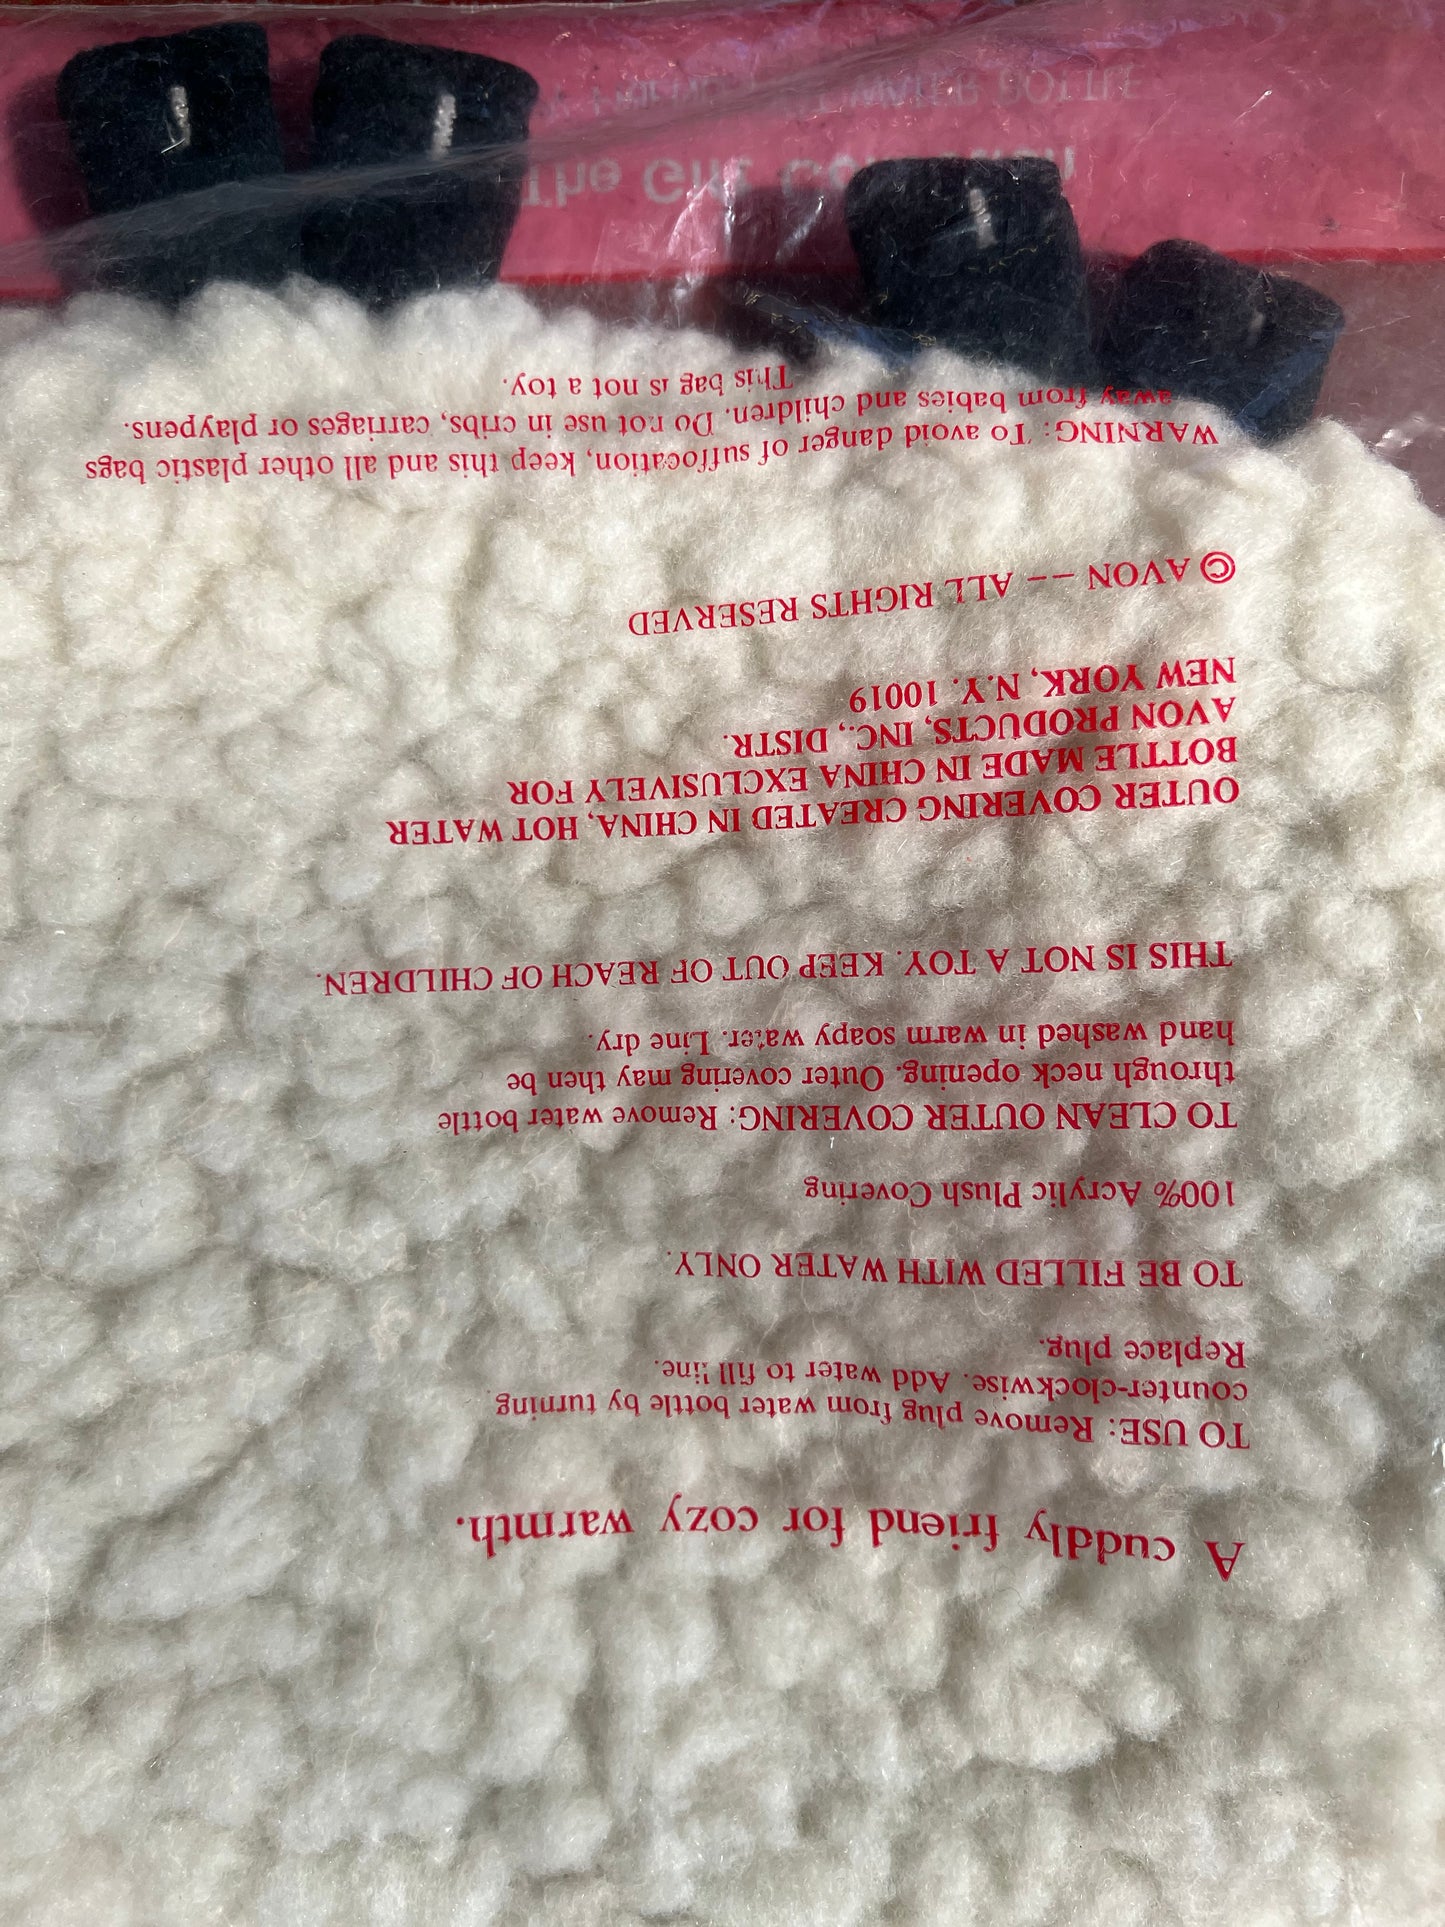 A cuddly friend for cozy warmth.
TO USE: Remove plug from water bottle by turning
counter-clockwise. Add water to fill line.
Replace plug.
TO BE FILLED WITH WATER ONLY.
100% Acrylic Plush Covering
TO CLEAN OUTER COVERING: Remove water bottle
through neck opening. Outer covering may then be
hand washed in warm soapy water. Line dry.
THIS IS NOT A TOY. KEEP OUT OF REACH OF CHILDREN.
OUTER COVERING CREATED IN CHINA, HOT WATER
BOTTLE MADE IN CHINA EXCLUSIVELY FOR
AVON PRODUCTS, INC., DISTR.
NEW YORK, N.Y. 10019
© AVON -- ALL RIGHTS RESERVED
WARNING: To avoid danger of suffocation, keep this and all other plastic bags
away from babies and children. Do not use in cribs, carriages or playpens.
This bag is not a toy.
The Gift
WATER BOTTLE